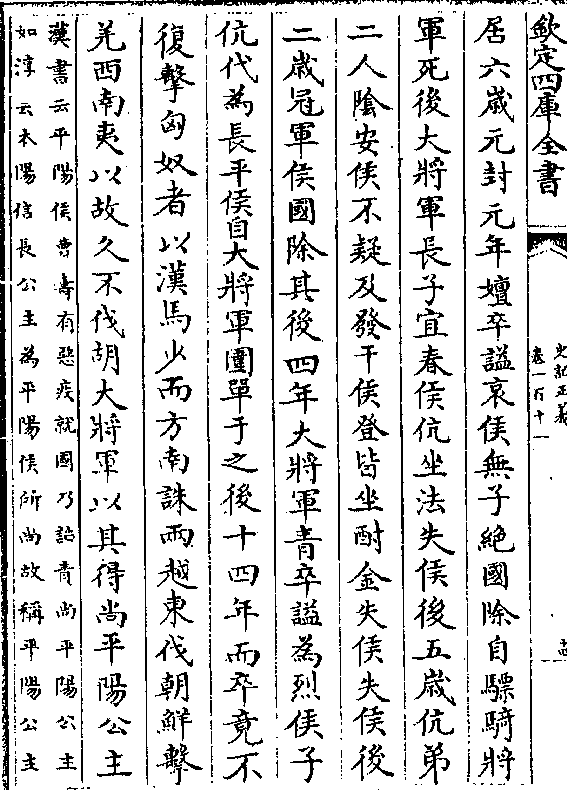 欽定四庫全書
史記正義
卷一百十一
居六歲元封元年嬗卒謚哀侯無子絶國除自驃騎將
軍死後大將軍長子宜春侯伉坐法失侯後五歲伉弟
二人陰安侯不疑及發干侯登皆坐酎金失侯失侯後
二歲冠軍侯國除其後四年大將軍青卒謚為烈侯子
伉代為長平侯自大將軍圍單于之後十四年而卒竟不
復擊匈奴者以漢馬少而方南誅兩越東伐朝鮮擊
羌西南夷以故久不伐胡大將軍以其得尚平陽公主
漢書云平陽侯曹壽有惡疾就國乃詔青尚平陽公主
如淳云本陽信長公主為平陽侯所尚故稱平陽公主